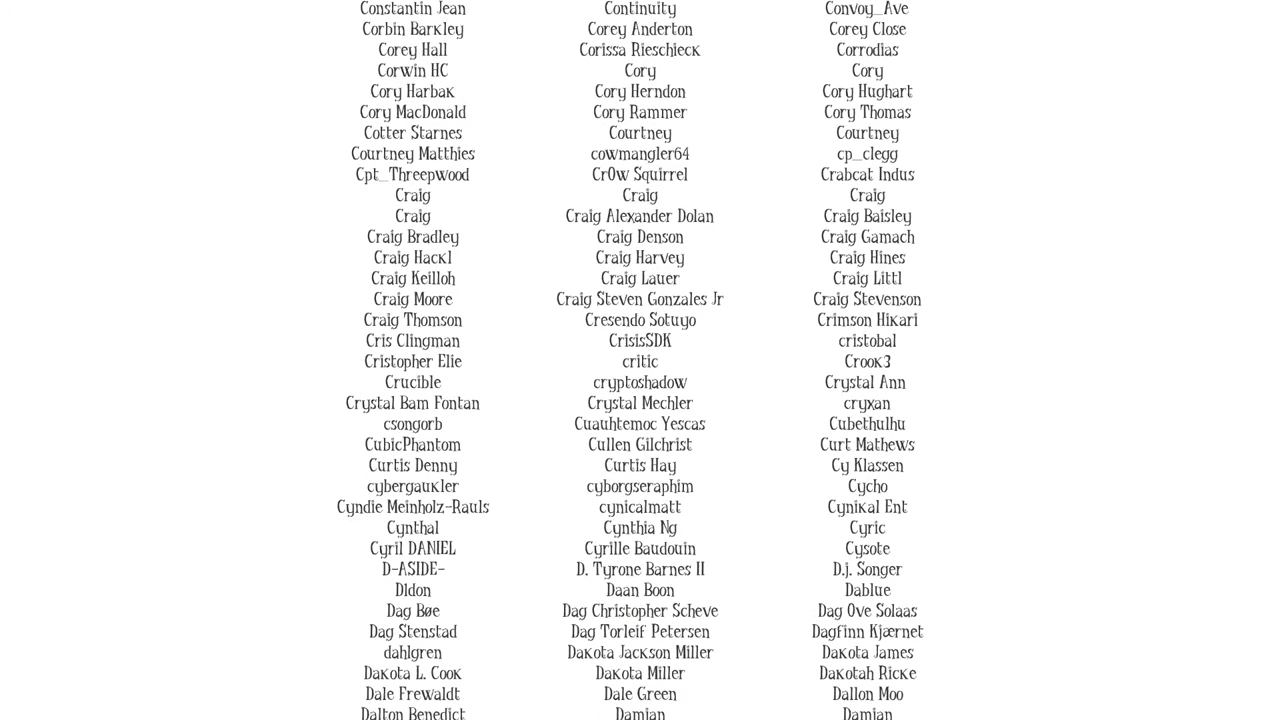 Constantin Jean Continuity Convoy_Ave
Corbin Barkley Corey Anderton Corey Close
Corey Hall Corissa Rieschieck Corrodias
Corwin HC Cory Cory
Cory Harbak Cory Herndon Cory Hughart
Cory MacDonald Cory Rammer Cory Thomas
Cotter Starnes Courtney Courtney
Courtney Matthies cowmangler64 cp_clegg
Cpt_Threepwood Cr0w Squirrel Crabcat Indus
Craig Craig Craig
Craig Craig Alexander Dolan Craig Baisley
Craig Bradley Craig Denson Craig Gamach
Craig Hackl Craig Harvey Craig Hines
Craig Keilloh Craig Lauer Craig Littl
Craig Moore Craig Steven Gonzales Jr Craig Stevenson
Craig Thomson Cresendo Sotuyo Crimson Hikari
Cris Clingman CrisisSDK cristobal
Cristopher Elie critic Crook3
Crucible cryptoshadow Crystal Ann
Crystal Bam Fontan Crystal Mechler cryxan
csongorb Cuauhtemoc Yescas Cubethulhu
CubicPhantom Cullen Gilchrist Curt Mathews
Curtis Denny Curtis Hay Cy Klassen
cybergaukler cyborgseraphim Cycho
Cyndie Meinholz-Rauls cynicalmatt Cynikal Ent
Cynthal Cynthia Ng Cyric
Cyril DANIEL Cyrille Baudouin Cysote
D-ASIDE- D. Tyrone Barnes II D.j. Songer
D1don Daan Boon Dablue
Dag Bøe Dag Christopher Scheve Dag Ove Solaas
Dag Stenstad Dag Torleif Petersen Dagfinn Kjærnet
dahlgren Dakota Jackson Miller Dakota James
Dakota L. Cook Dakota Miller Dakotah Ricke
Dale Frewaldt Dale Green Dallon Moo
Dalton Benedict Damian Damian